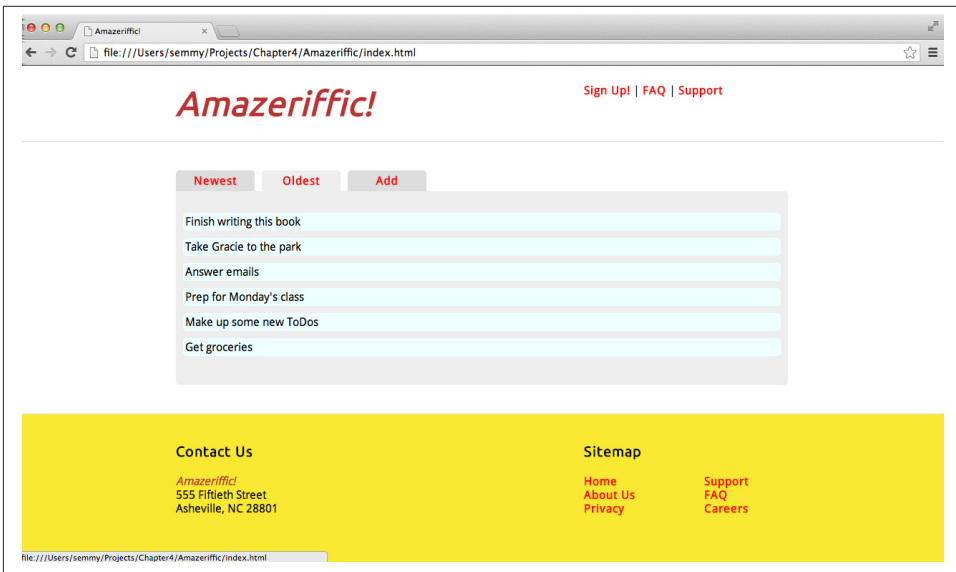 Amazeriffic!
file:///Users/semmy/Projects/Chapter4/Amazeriffic/index.html
Amazeriffic!
Sign Up! | FAQ | Support
Newest Oldest Add
Finish writing this book
Take Gracie to the park
Answer emails
Prep for Monday's class
Make up some new ToDos
Get groceries
Contact Us
Amazeriffic!
555 Fiftieth Street
Asheville, NC 28801
Sitemap
Home Support
About Us FAQ
Privacy Careers
file:///Users/semmy/Projects/Chapter4/Amazeriffic/index.html